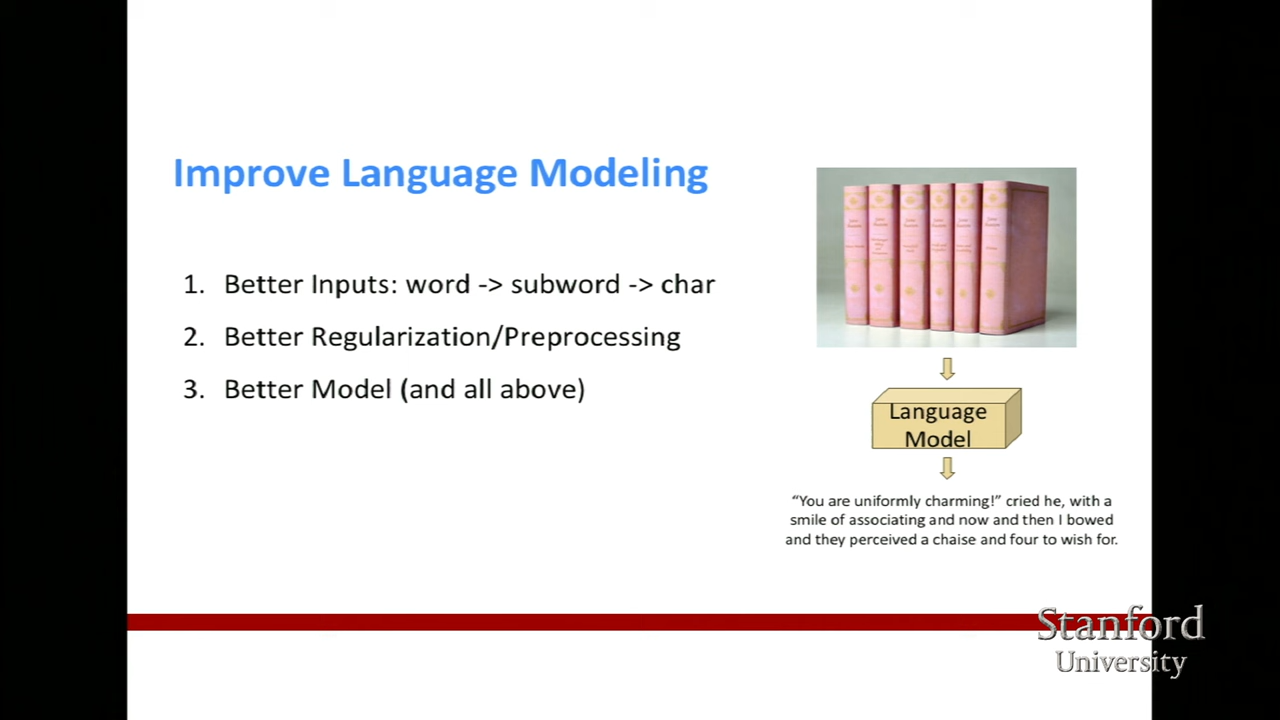 Improve Language Modeling
1. Better Inputs: word -> subword -> char
2. Better Regularization/Preprocessing
3. Better Model (and all above)
Language
Model
“You are uniformly charming!” cried he, with a
smile of associating and now and then I bowed
and they perceived a chaise and four to wish for.
Stanford
University